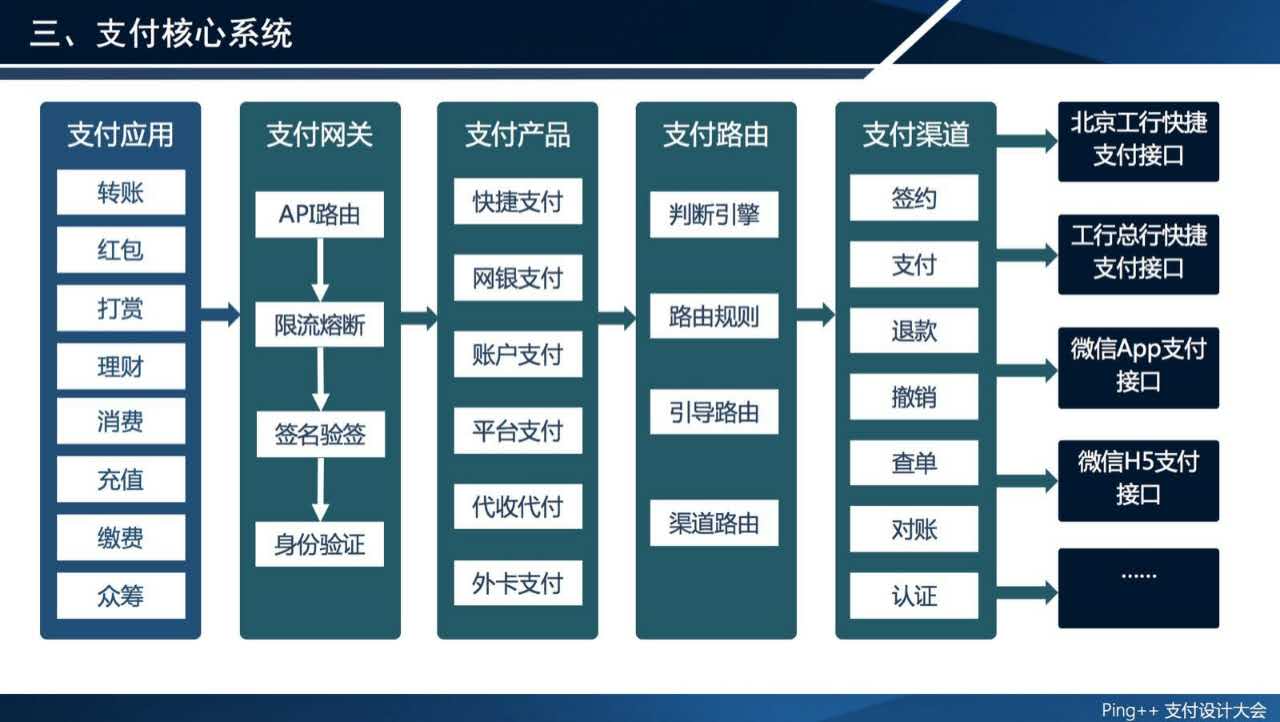 三、支付核心系统
支付应用
转账
红包
打赏
理财
消费
充值
缴费
众筹
支付网关
API路由
限流熔断
签名验签
身份验证
支付产品
快捷支付
网银支付
账户支付
平台支付
代收代付
外卡支付
支付路由
判断引擎
路由规则
引导路由
渠道路由
支付渠道
签约
支付
退款
撤销
查单
对账
认证
北京工行快捷
支付接口
工行总行快捷
支付接口
微信App支付
接口
微信H5支付
接口
……
Ping++ 支付设计大会